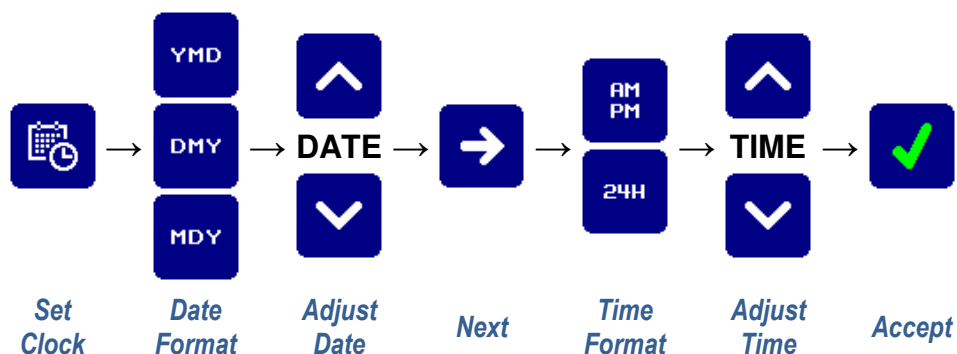 YMD
DMY
MDY
DATE
AM
PM
24H
TIME
Set
Clock
Date
Format
Adjust
Date
Next
Time
Format
Adjust
Time
Accept